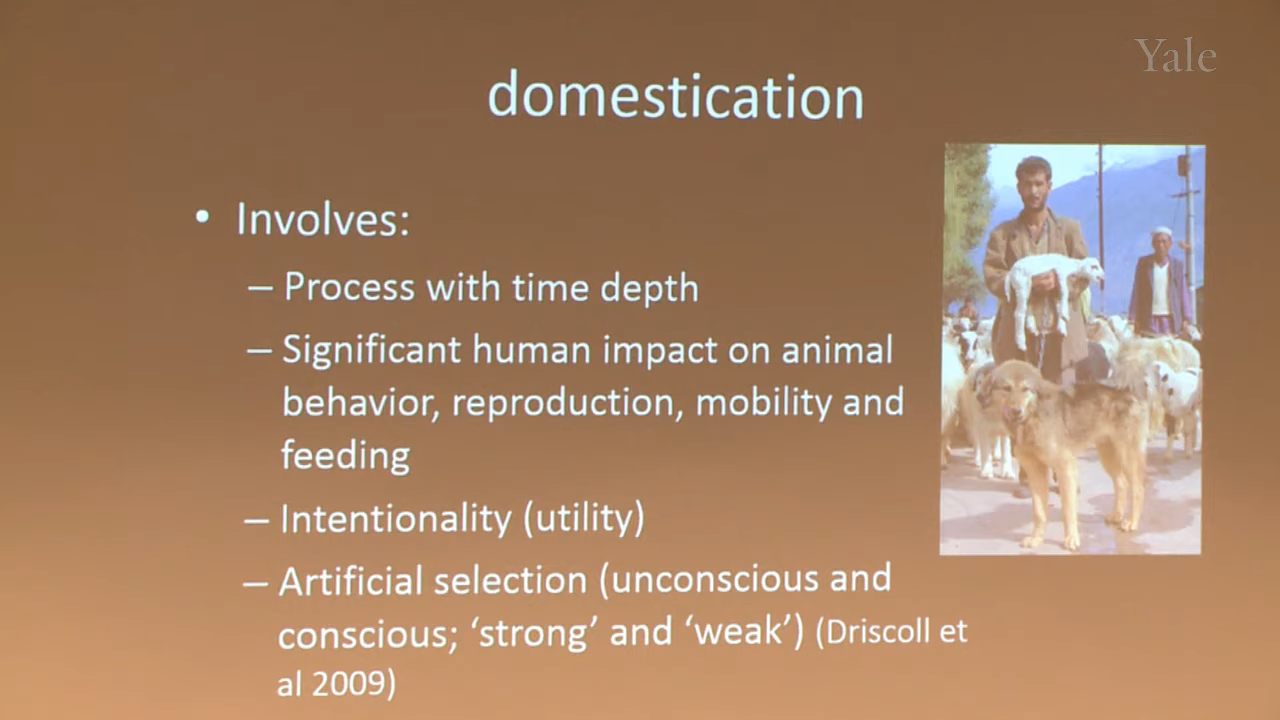 Yale
domestication
• Involves:
– Process with time depth
– Significant human impact on animal
behavior, reproduction, mobility and
feeding
– Intentionality (utility)
– Artificial selection (unconscious and
conscious; ‘strong’ and ‘weak’) (Driscoll et
al 2009)